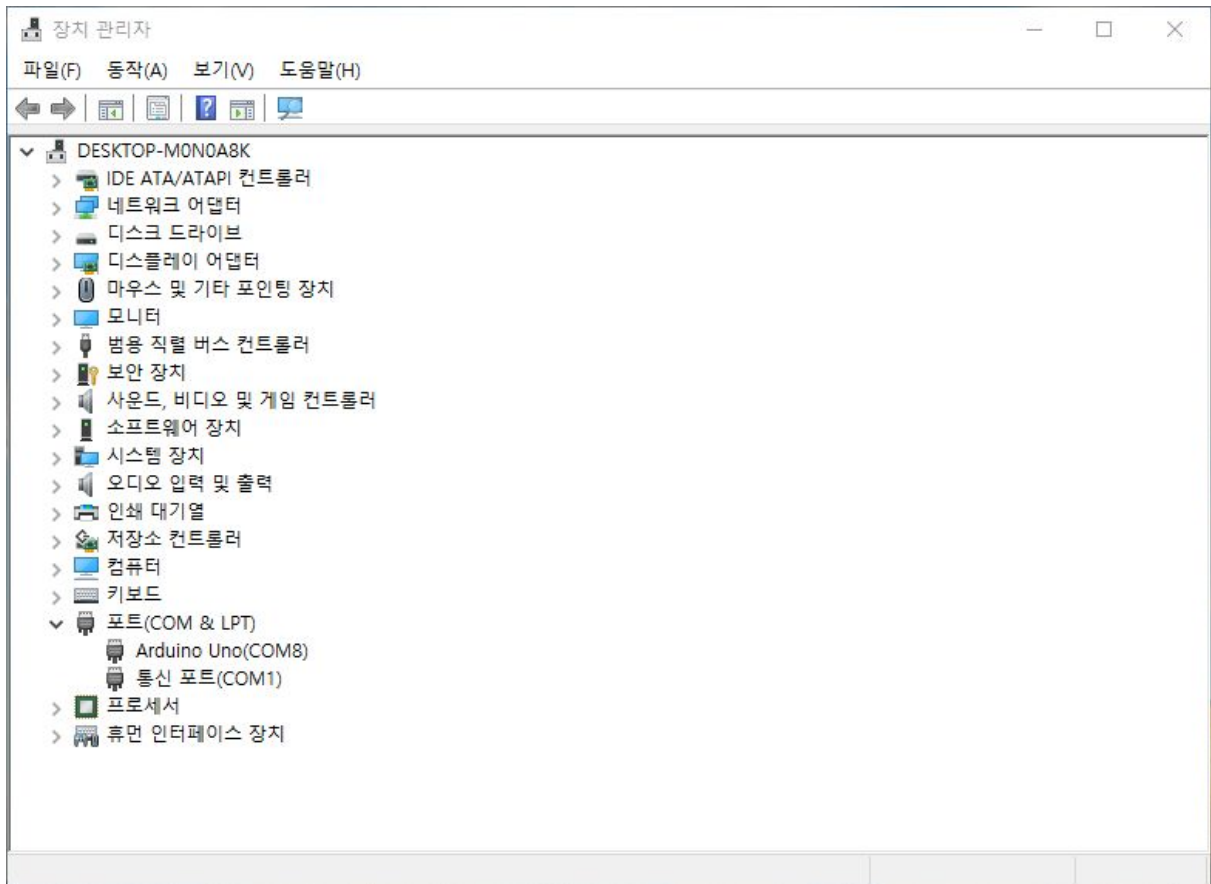 장치 관리자
파일(F) 동작(A) 보기(V) 도움말(H)
DESKTOP-M0N0A8K
IDE ATA/ATAPI 컨트롤러
네트워크 어댑터
디스크 드라이브
디스플레이 어댑터
마우스 및 기타 포인팅 장치
모니터
범용 직렬 버스 컨트롤러
보안 장치
사운드, 비디오 및 게임 컨트롤러
소프트웨어 장치
시스템 장치
오디오 입력 및 출력
인쇄 대기열
저장소 컨트롤러
컴퓨터
키보드
포트(COM & LPT)
Arduino Uno(COM8)
통신 포트(COM1)
프로세서
휴먼 인터페이스 장치